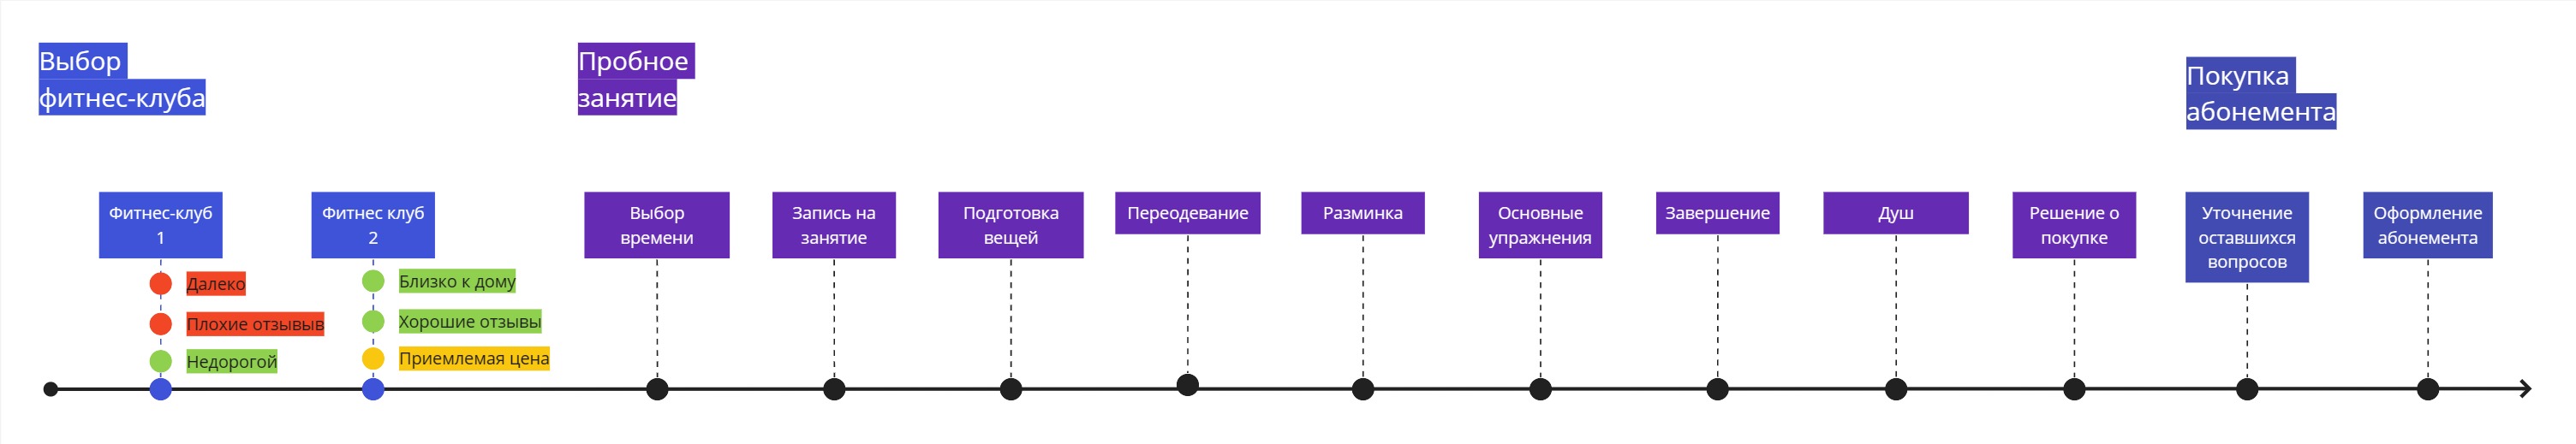 Выбор
фитнес-клуба
Пробное
занятие
Покупка
абонемента
Фитнес-клуб
1
Далеко
Плохие отзывыв
Недорогой
Фитнес клуб
2
Близко к дому
Хорошие отзывы
Приемлемая цена
Выбор
времени
Запись на
занятие
Подготовка
вещей
Переодевание
Разминка
Основные
упражнения
Завершение
Душ
Решение о
покупке
Уточнение
оставшихся
вопросов
Оформление
абонемента